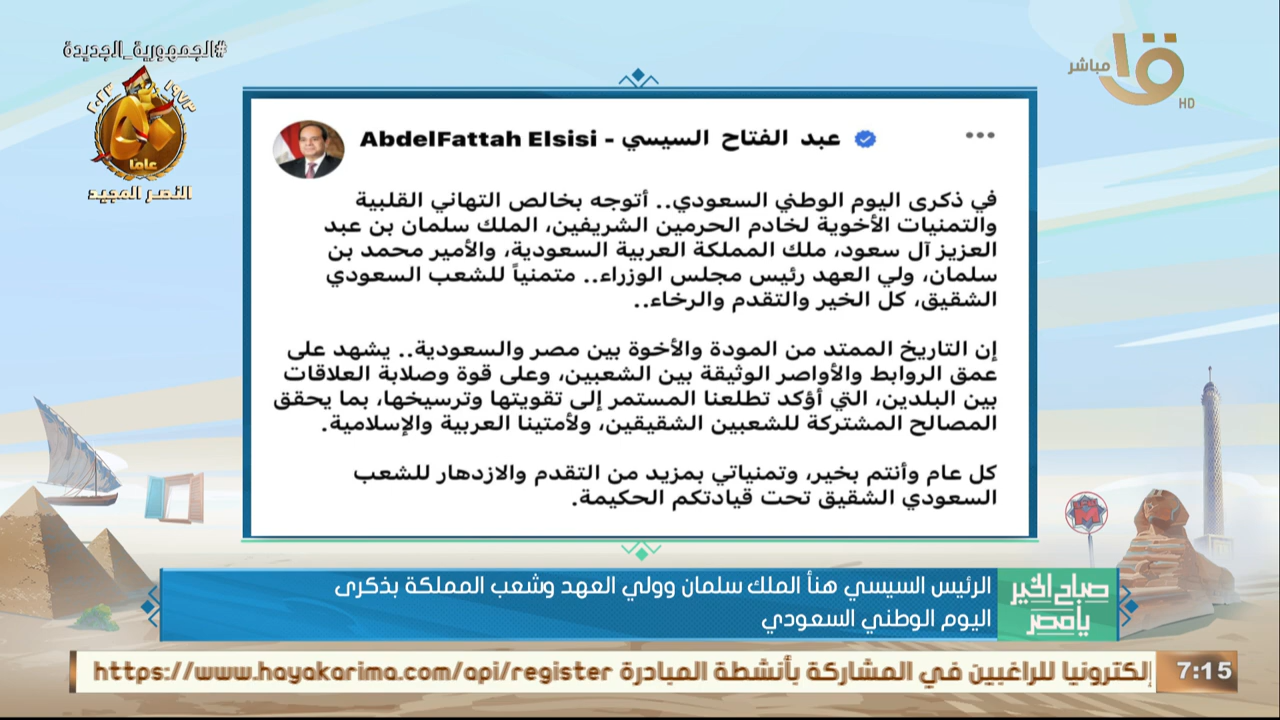 #الجمهورية_الجديدة
١٩٧٣
٢٠٢٣
٥٠
عامًا
النصر المجيد
مباشر
HD
عبد الفتاح السيسي - AbdelFattah Elsisi
في ذكرى اليوم الوطني السعودي.. أتوجه بخالص التهاني القلبية
والتمنيات الأخوية لخادم الحرمين الشريفين، الملك سلمان بن عبد
العزيز آل سعود، ملك المملكة العربية السعودية، والأمير محمد بن
سلمان، ولي العهد رئيس مجلس الوزراء.. متمنياً للشعب السعودي
الشقيق، كل الخير والتقدم والرخاء..
إن التاريخ الممتد من المودة والأخوة بين مصر والسعودية.. يشهد على
عمق الروابط والأواصر الوثيقة بين الشعبين، وعلى قوة وصلابة العلاقات
بين البلدين، التي أؤكد تطلعنا المستمر إلى تقويتها وترسيخها، بما يحقق
المصالح المشتركة للشعبين الشقيقين، ولأمتينا العربية والإسلامية.
كل عام وأنتم بخير، وتمنياتي بمزيد من التقدم والازدهار للشعب
السعودي الشقيق تحت قيادتكم الحكيمة.
صباح الخير
يا مصر
الرئيس السيسي هنأ الملك سلمان وولي العهد وشعب المملكة بذكرى
اليوم الوطني السعودي
إلكترونيا للراغبين في المشاركة بأنشطة المبادرة https://www.hayakarima.com/api/register
7:15